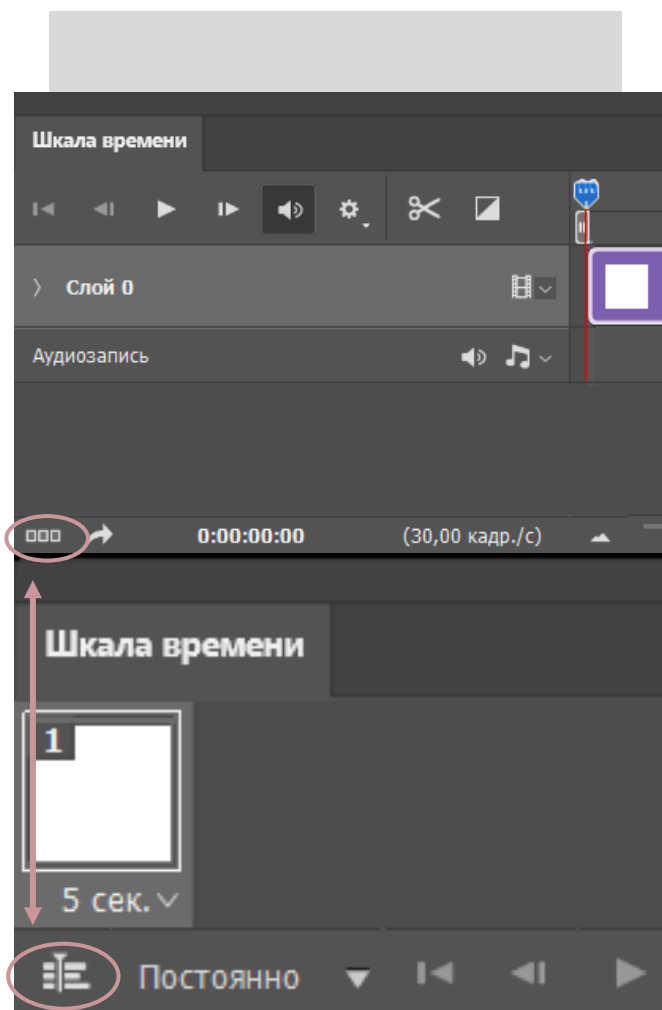 Шкала времени
Слой 0
Аудиозапись
0:00:00:00 (30,00 кадр./с)
Шкала времени
1
5 сек.
Постоянно